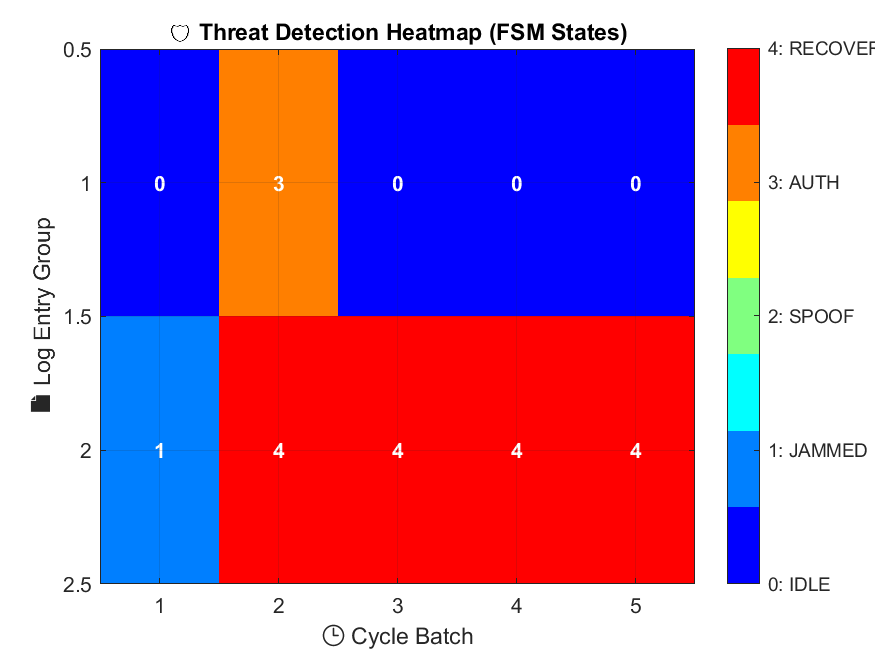 Threat Detection Heatmap (FSM States)
0.5
1
1.5
2
2.5
Log Entry Group
0 3 0 0 0
1 4 4 4 4
1 2 3 4 5
Cycle Batch
4: RECOVER
3: AUTH
2: SPOOF
1: JAMMED
0: IDLE